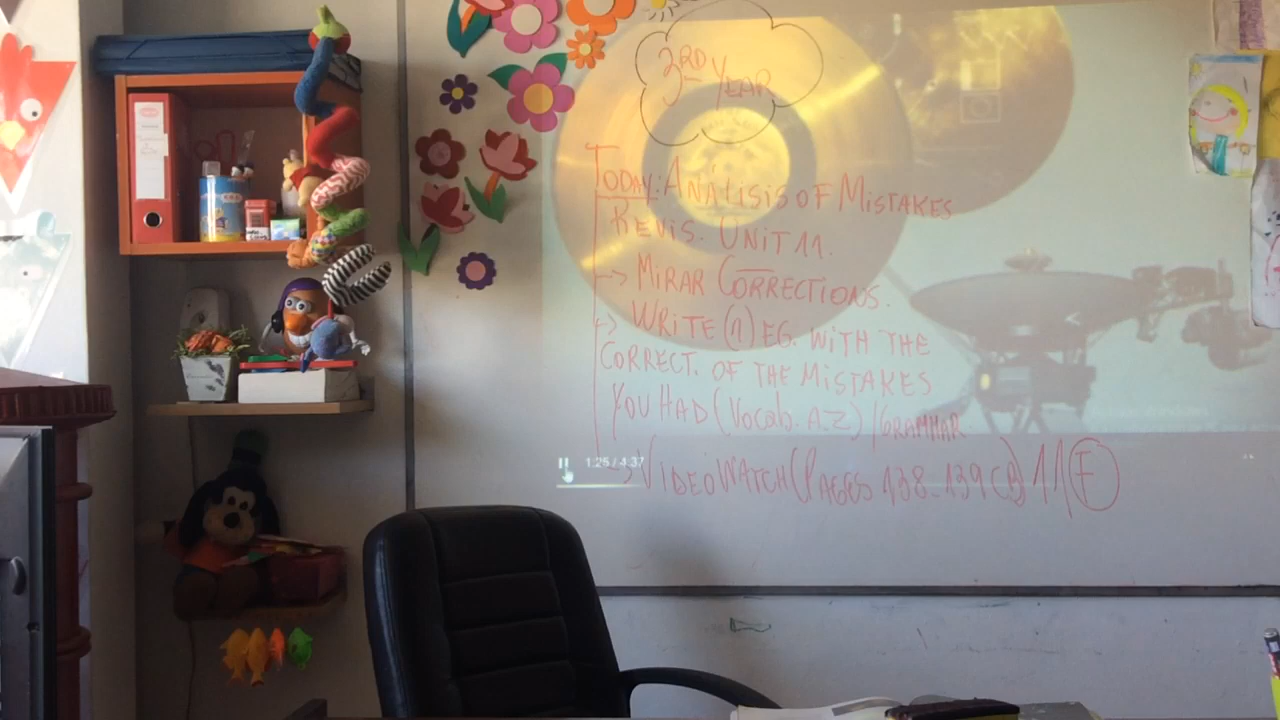 3RD YEAR
TODAY: ANALISIS OF MISTAKES
REVIS. UNIT 11.
→ MIRAR CORRECTIONS.
→ WRITE (1) EG. WITH THE
CORRECT. OF THE MISTAKES
YOU HAD (Vocab. A-Z) / GRAMMAR
1:25 / 4:37
→ VIDEO WATCH (PAGES 138-139 CB) 11 F